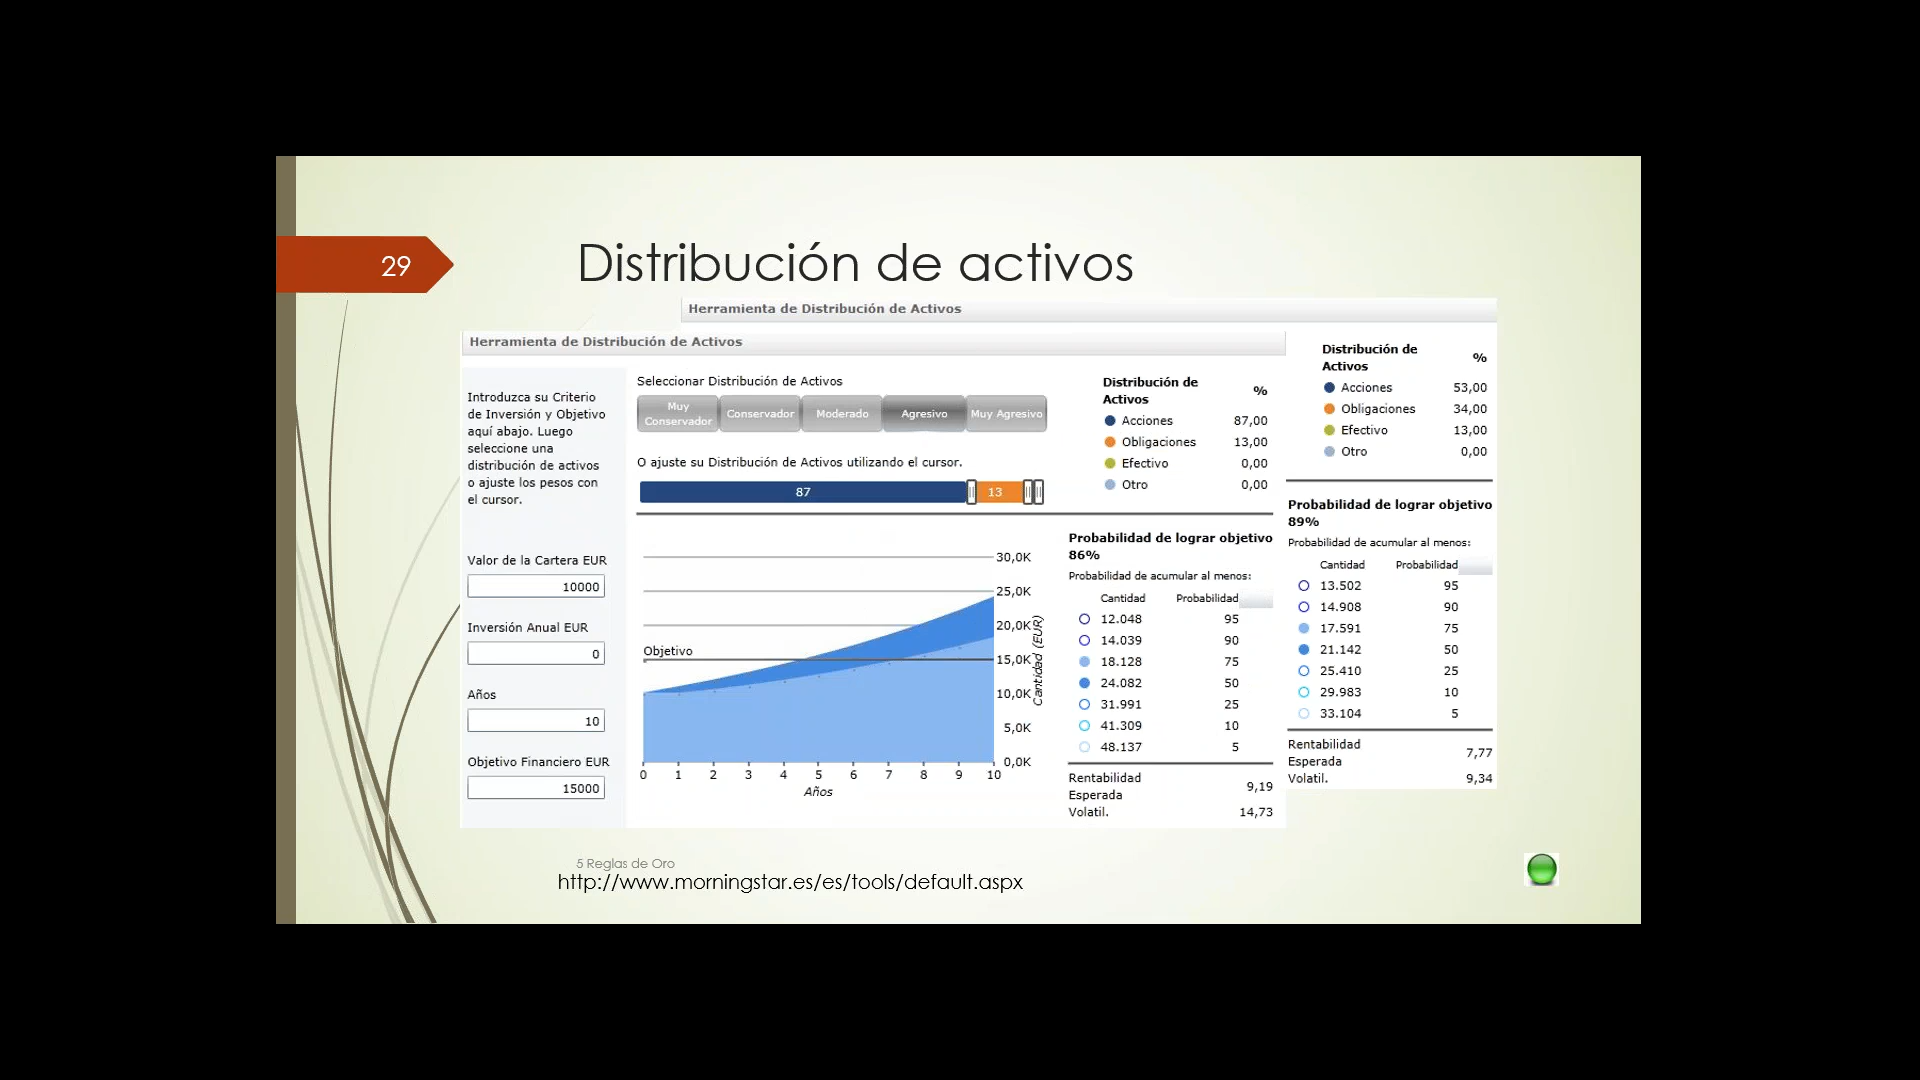 29
Distribución de activos
Herramienta de Distribución de Activos
Herramienta de Distribución de Activos
Introduzca su Criterio
de Inversión y Objetivo
aquí abajo. Luego
seleccione una
distribución de activos
o ajuste los pesos con
el cursor.
Valor de la Cartera EUR
10000
Inversión Anual EUR
0
Años
10
Objetivo Financiero EUR
15000
Seleccionar Distribución de Activos
Muy Conservador Conservador Moderado Agresivo Muy Agresivo
O ajuste su Distribución de Activos utilizando el cursor.
87 13
30,0K
25,0K
20,0K
15,0K
10,0K
5,0K
0,0K
Objetivo
Cantidad (EUR)
0 1 2 3 4 5 6 7 8 9 10
Años
Distribución de
Activos %
Acciones 87,00
Obligaciones 13,00
Efectivo 0,00
Otro 0,00
Probabilidad de lograr objetivo
86%
Probabilidad de acumular al menos:
Cantidad Probabilidad
12.048 95
14.039 90
18.128 75
24.082 50
31.991 25
41.309 10
48.137 5
Rentabilidad
Esperada 9,19
Volatil. 14,73
Distribución de
Activos %
Acciones 53,00
Obligaciones 34,00
Efectivo 13,00
Otro 0,00
Probabilidad de lograr objetivo
89%
Probabilidad de acumular al menos:
Cantidad Probabilidad
13.502 95
14.908 90
17.591 75
21.142 50
25.410 25
29.983 10
33.104 5
Rentabilidad
Esperada 7,77
Volatil. 9,34
5 Reglas de Oro
http://www.morningstar.es/es/tools/default.aspx